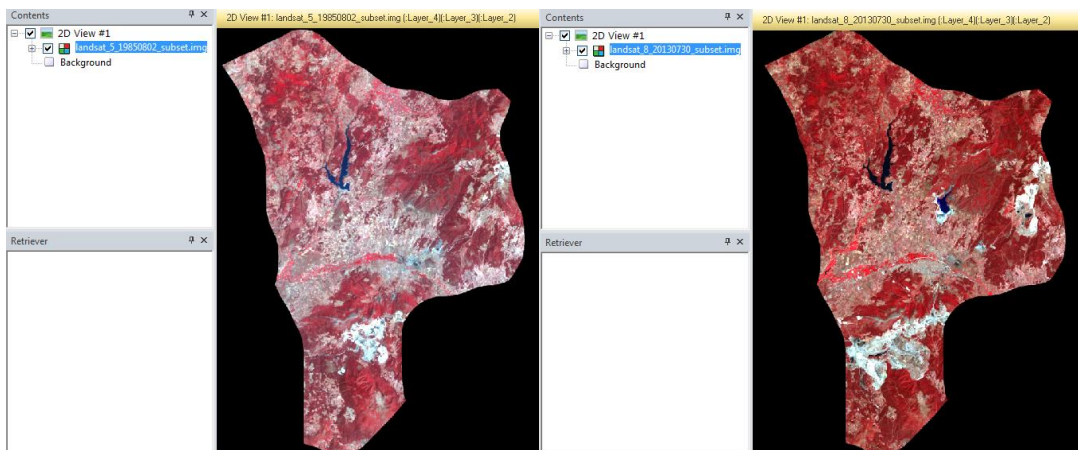 Contents
2D View #1
landsat_5_19850802_subset.img
Background
Retriever
2D View #1: landsat_5_19850802_subset.img (:Layer_4)(:Layer_3)(:Layer_2)
Contents
2D View #1
landsat_8_20130730_subset.img
Background
Retriever
2D View #1: landsat_8_20130730_subset.img (:Layer_4)(:Layer_3)(:Layer_2)